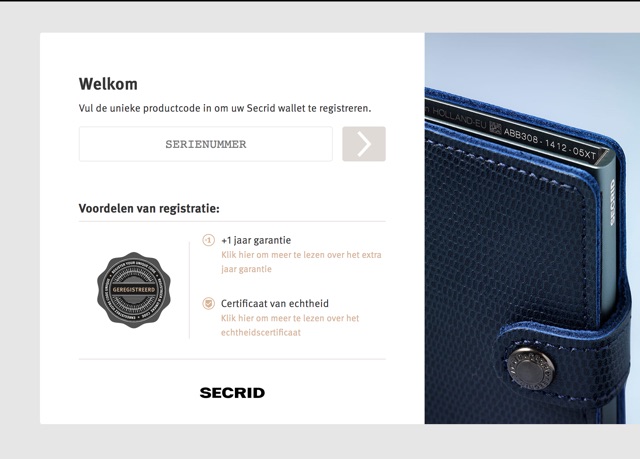 Welkom
Vul de unieke productcode in om uw Secrid wallet te registreren.
SERIENUMMER
Voordelen van registratie:
+1 jaar garantie
Klik hier om meer te lezen over het extra
jaar garantie
GEREGISTREERD
Certificaat van echtheid
Klik hier om meer te lezen over het
echtheidscertificaat
SECRID
HOLLAND-EU ABB308-1412-05XT
SECRID